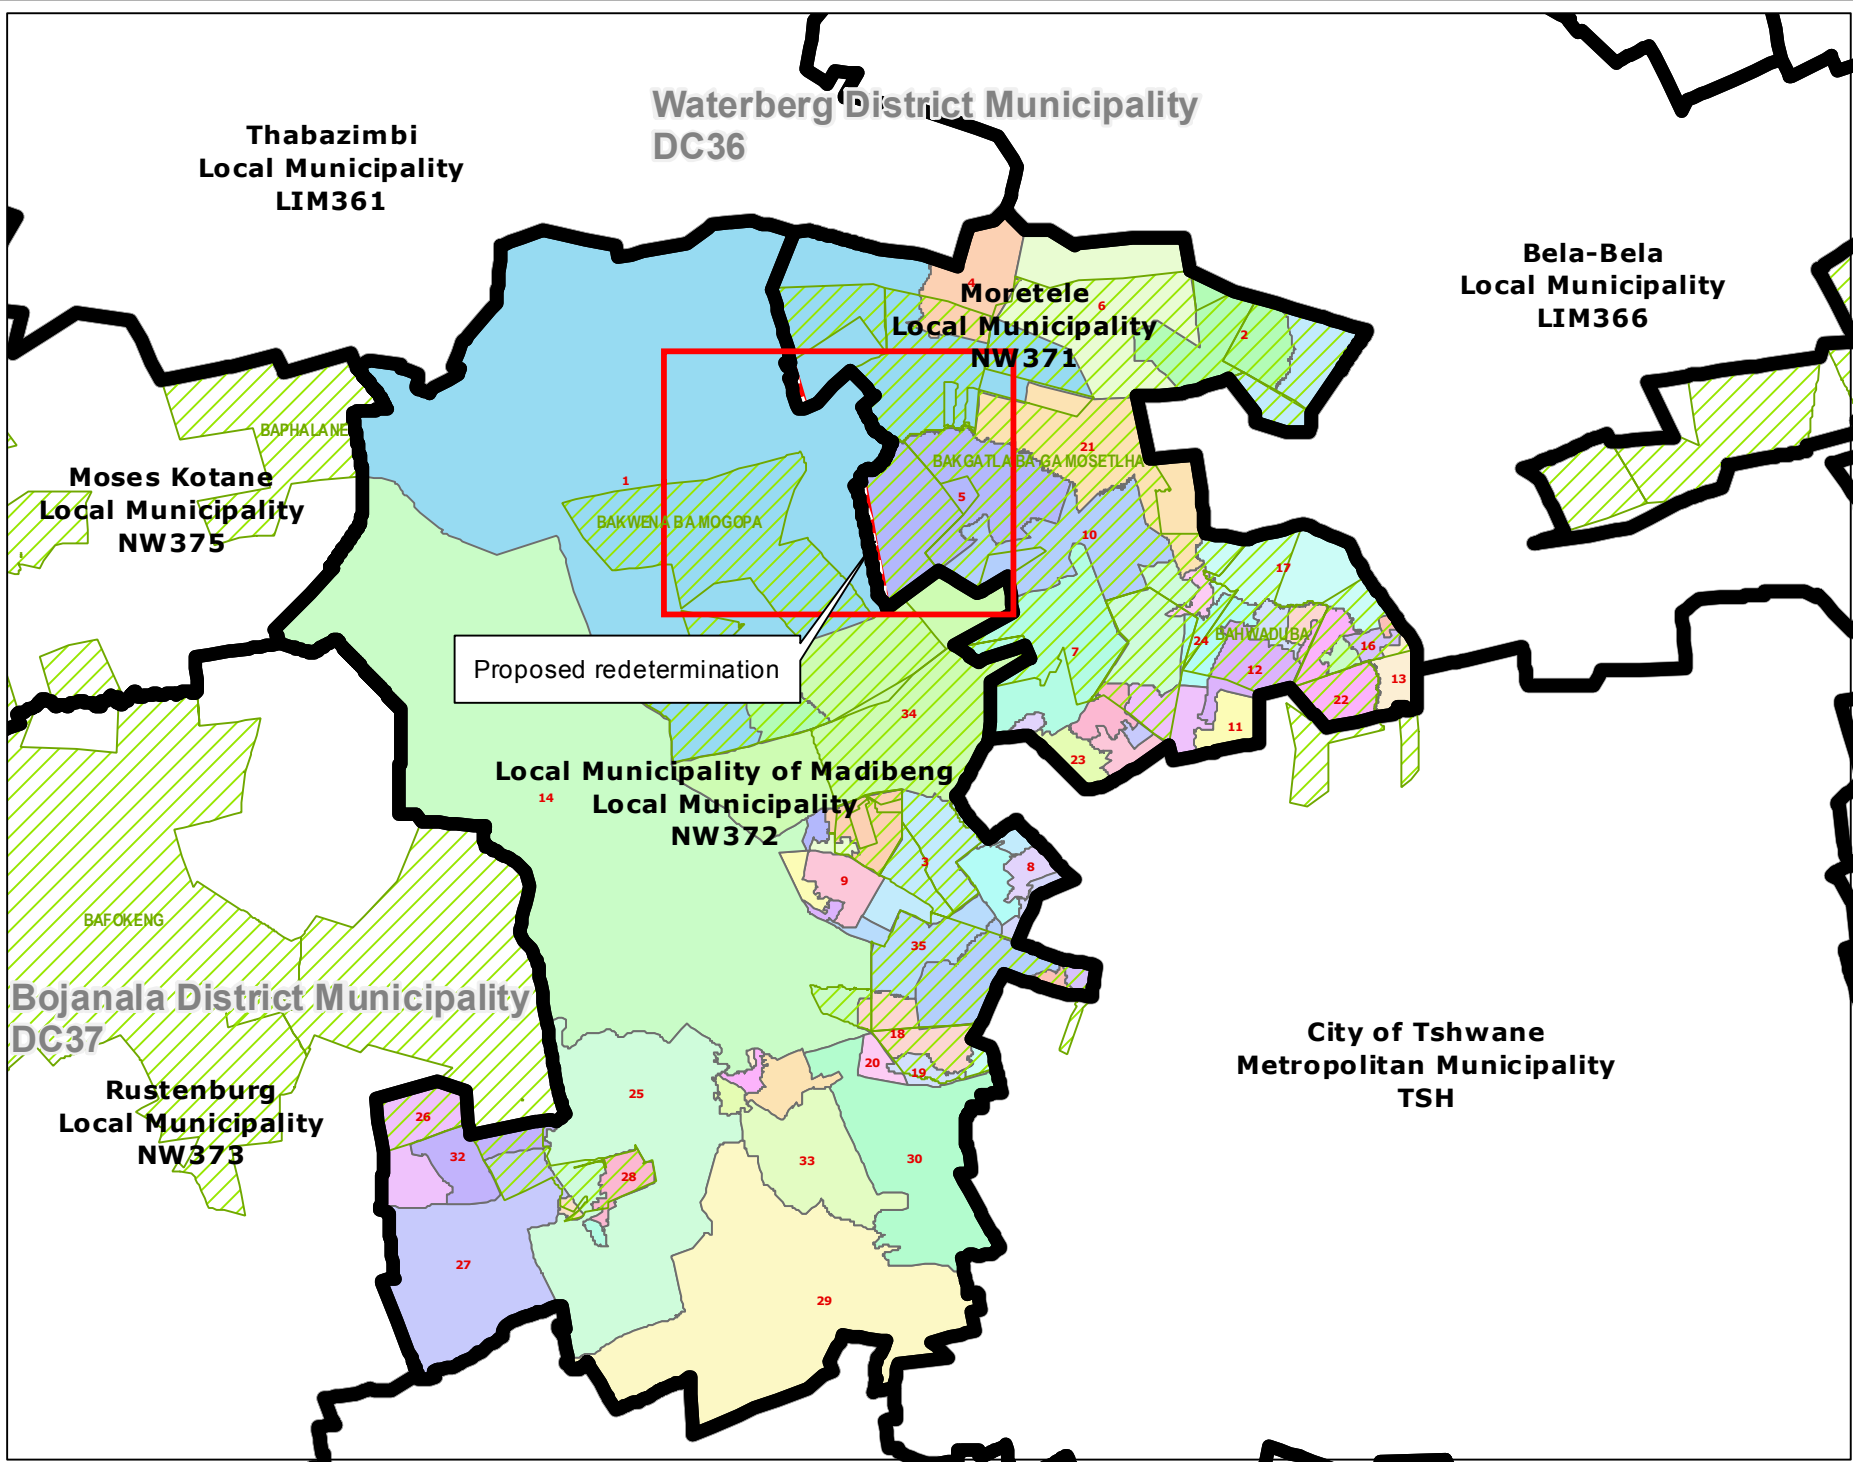 Waterberg District Municipality
DC36
Thabazimbi
Local Municipality
LIM361
Bela-Bela
Local Municipality
LIM366
4
Moretele
Local Municipality
NW371
6
2
BAPHALANE
Moses Kotane
Local Municipality
NW375
1
BAKWENA BA MOGOPA
21
BAKGATLA BA GA MOSETLHA
5
10
17
24
BAHWADUBA
16
12
13
22
7
11
23
Proposed redetermination
34
Local Municipality of Madibeng
Local Municipality
NW372
14
3
9
8
35
BAFOKENG
Bojanala District Municipality
DC37
18
20
19
City of Tshwane
Metropolitan Municipality
TSH
Rustenburg
Local Municipality
NW373
25
26
32
28
33
30
27
29